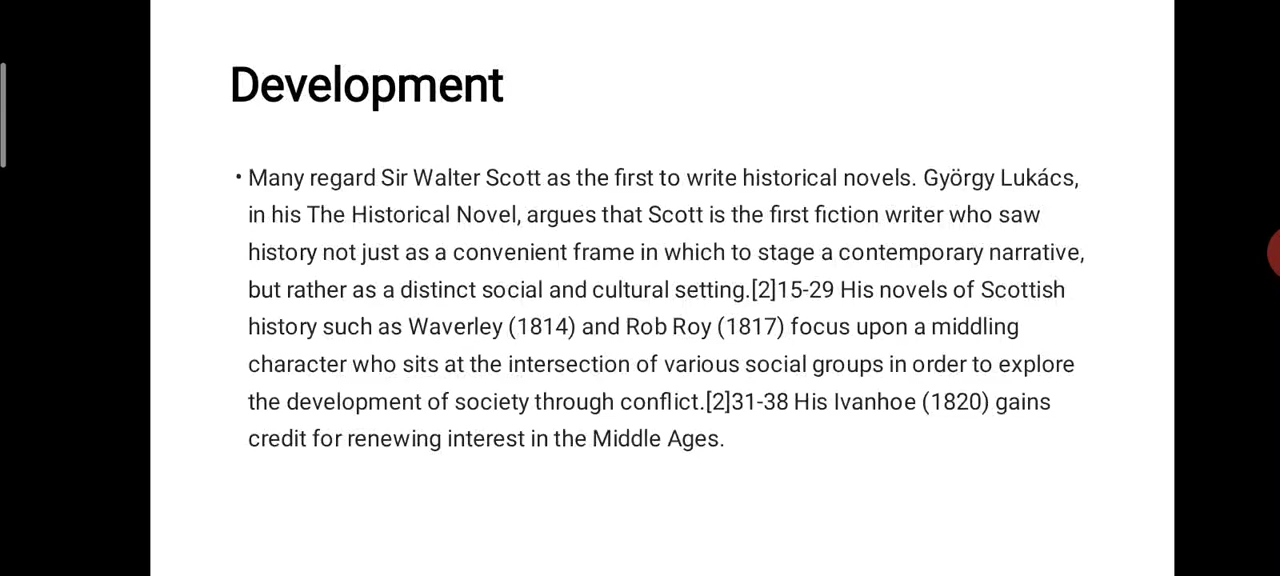 Development
• Many regard Sir Walter Scott as the first to write historical novels. György Lukács,
in his The Historical Novel, argues that Scott is the first fiction writer who saw
history not just as a convenient frame in which to stage a contemporary narrative,
but rather as a distinct social and cultural setting.[2]15-29 His novels of Scottish
history such as Waverley (1814) and Rob Roy (1817) focus upon a middling
character who sits at the intersection of various social groups in order to explore
the development of society through conflict.[2]31-38 His Ivanhoe (1820) gains
credit for renewing interest in the Middle Ages.